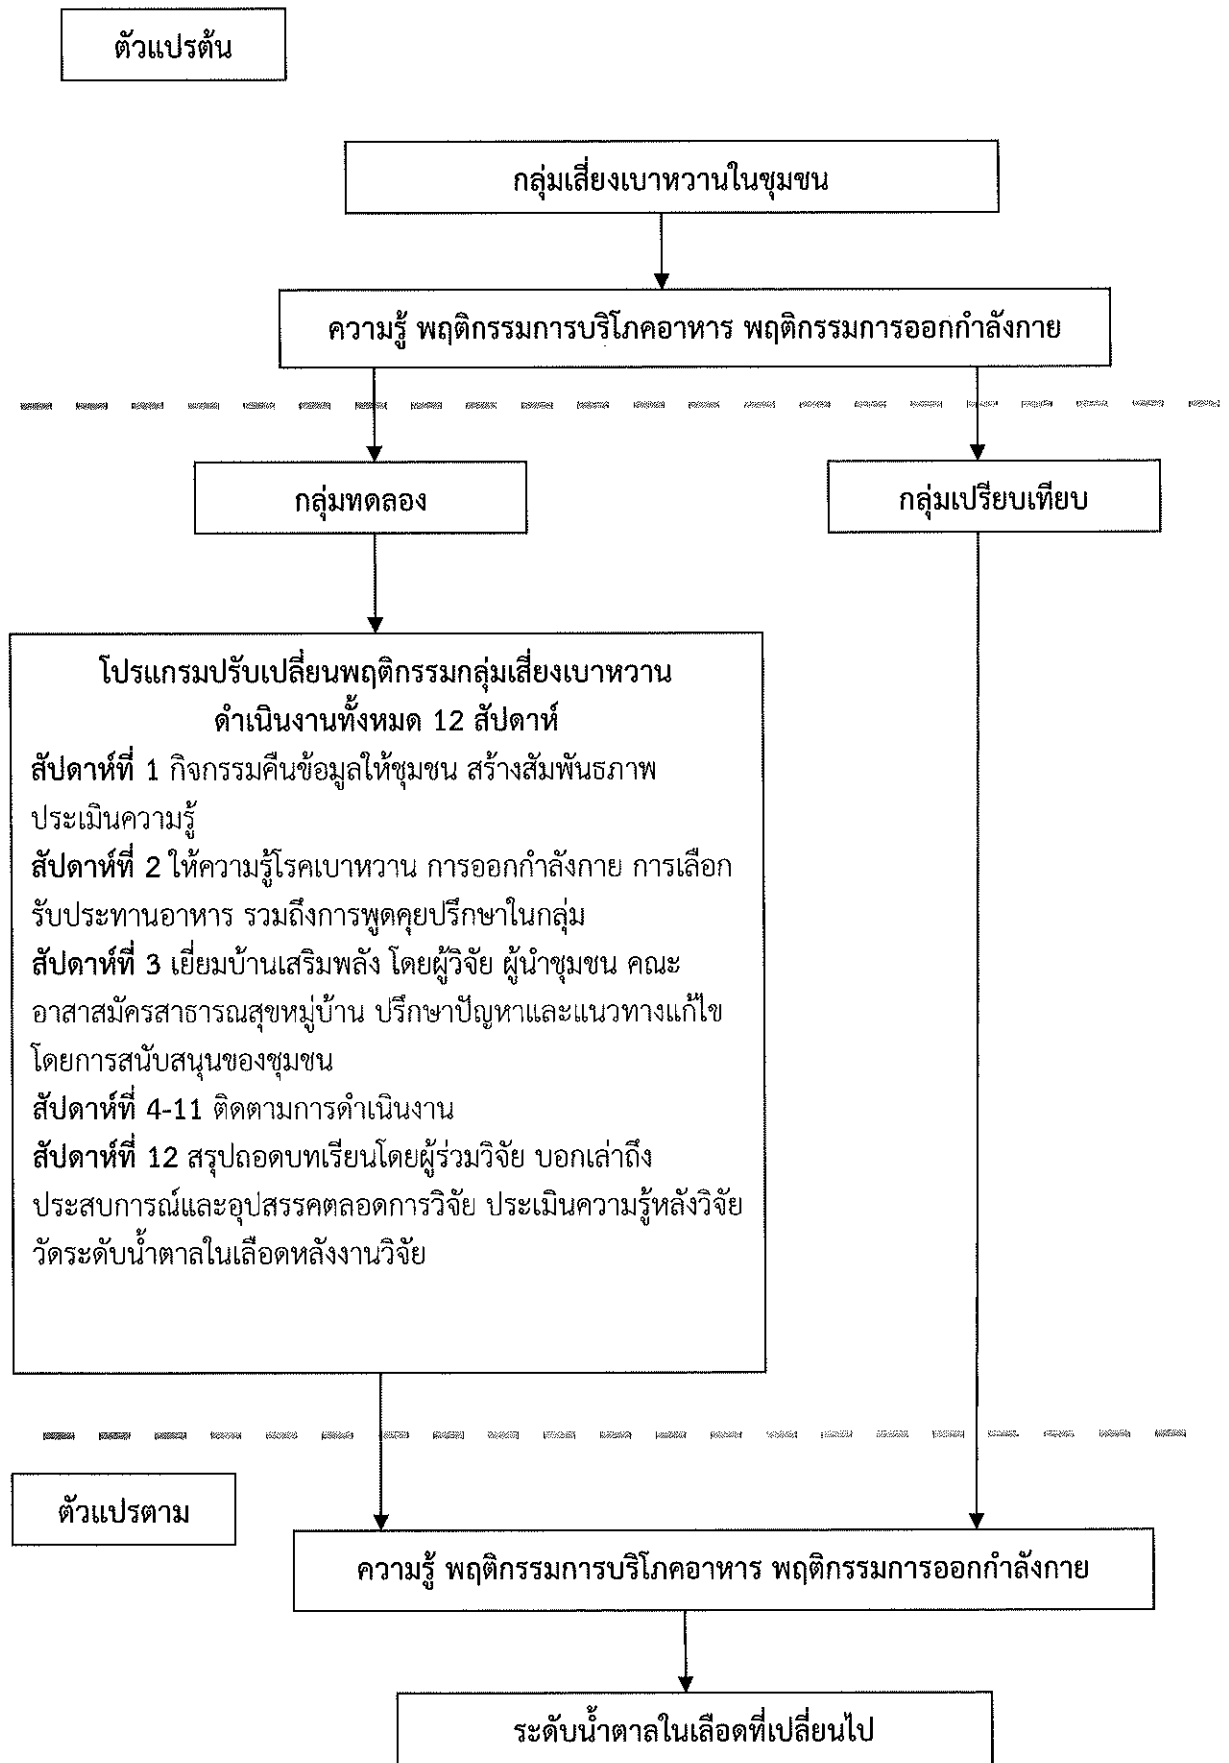 ตัวแปรต้น
กลุ่มเสี่ยงเบาหวานในชุมชน
ความรู้ พฤติกรรมการบริโภคอาหาร พฤติกรรมการออกกำลังกาย
กลุ่มทดลอง
กลุ่มเปรียบเทียบ
โปรแกรมปรับเปลี่ยนพฤติกรรมกลุ่มเสี่ยงเบาหวาน
ดำเนินงานทั้งหมด 12 สัปดาห์
สัปดาห์ที่ 1 กิจกรรมคืนข้อมูลให้ชุมชน สร้างสัมพันธภาพ
ประเมินความรู้
สัปดาห์ที่ 2 ให้ความรู้โรคเบาหวาน การออกกำลังกาย การเลือก
รับประทานอาหาร รวมถึงการพูดคุยปรึกษาในกลุ่ม
สัปดาห์ที่ 3 เยี่ยมบ้านเสริมพลัง โดยผู้วิจัย ผู้นำชุมชน คณะ
อาสาสมัครสาธารณสุขหมู่บ้าน ปรึกษาปัญหาและแนวทางแก้ไข
โดยการสนับสนุนของชุมชน
สัปดาห์ที่ 4-11 ติดตามการดำเนินงาน
สัปดาห์ที่ 12 สรุปถอดบทเรียนโดยผู้ร่วมวิจัย บอกเล่าถึง
ประสบการณ์และอุปสรรคตลอดการวิจัย ประเมินความรู้หลังวิจัย
วัดระดับน้ำตาลในเลือดหลังงานวิจัย
ตัวแปรตาม
ความรู้ พฤติกรรมการบริโภคอาหาร พฤติกรรมการออกกำลังกาย
ระดับน้ำตาลในเลือดที่เปลี่ยนไป